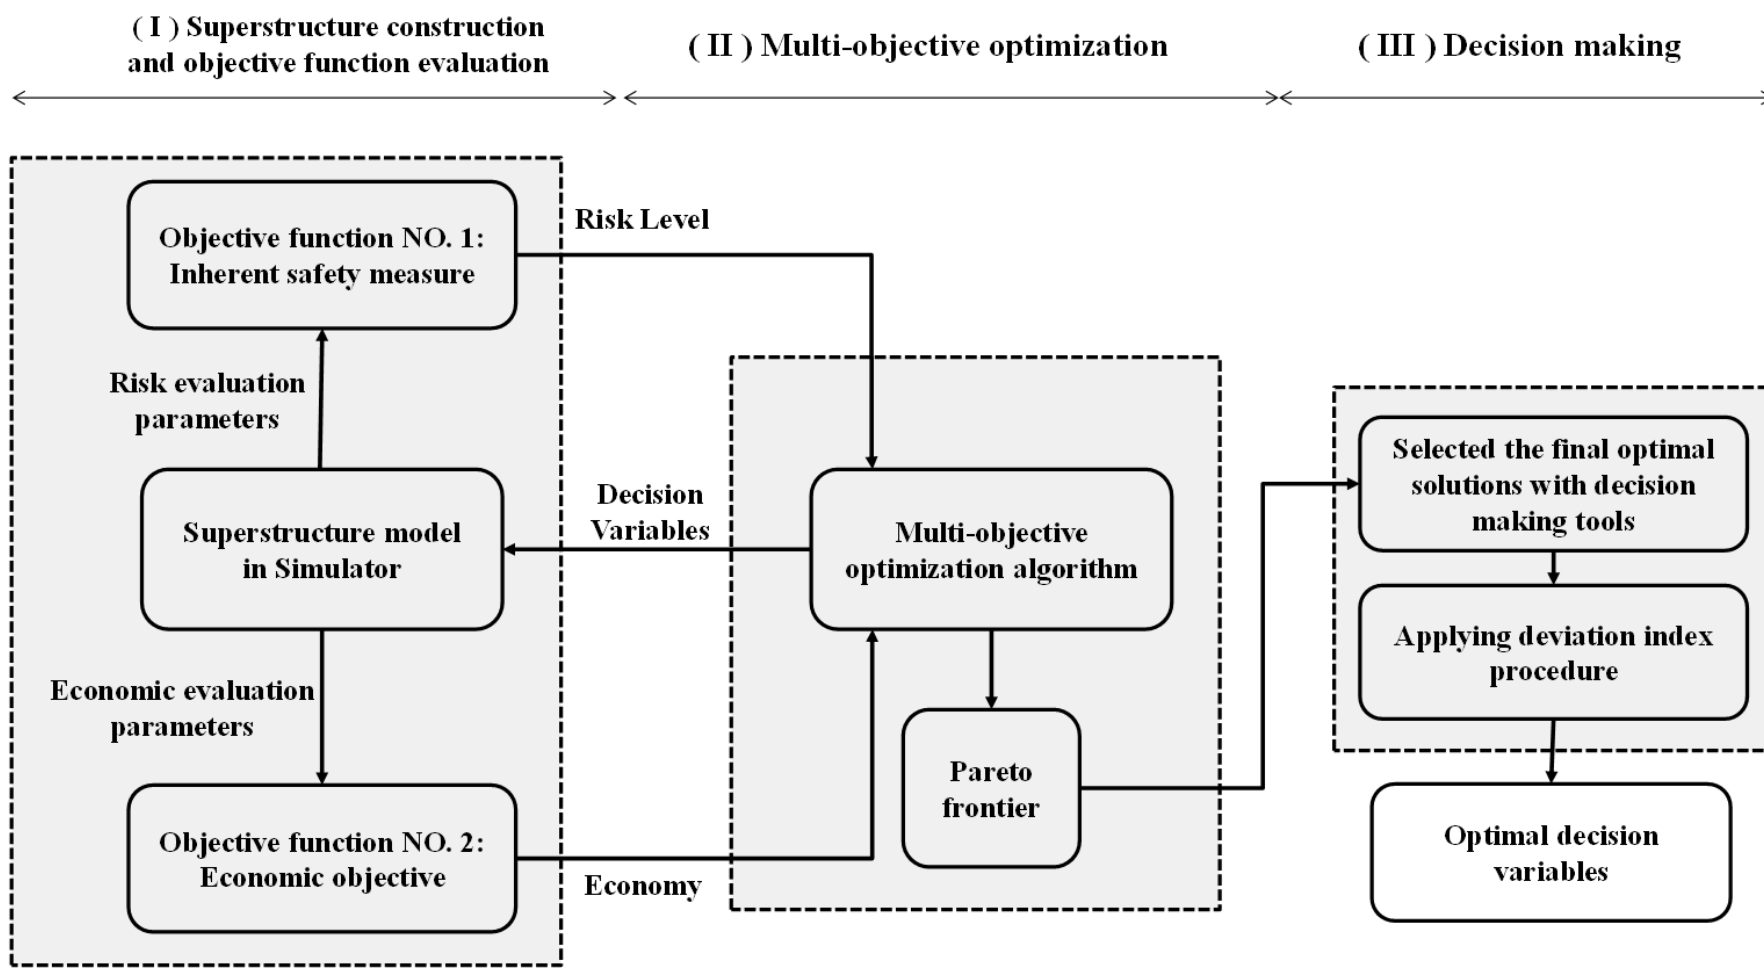 ( I ) Superstructure construction
and objective function evaluation
( II ) Multi-objective optimization
( III ) Decision making
Objective function NO. 1:
Inherent safety measure
Risk Level
Risk evaluation
parameters
Superstructure model
in Simulator
Decision
Variables
Multi-objective
optimization algorithm
Selected the final optimal
solutions with decision
making tools
Applying deviation index
procedure
Economic evaluation
parameters
Pareto
frontier
Objective function NO. 2:
Economic objective
Economy
Optimal decision
variables